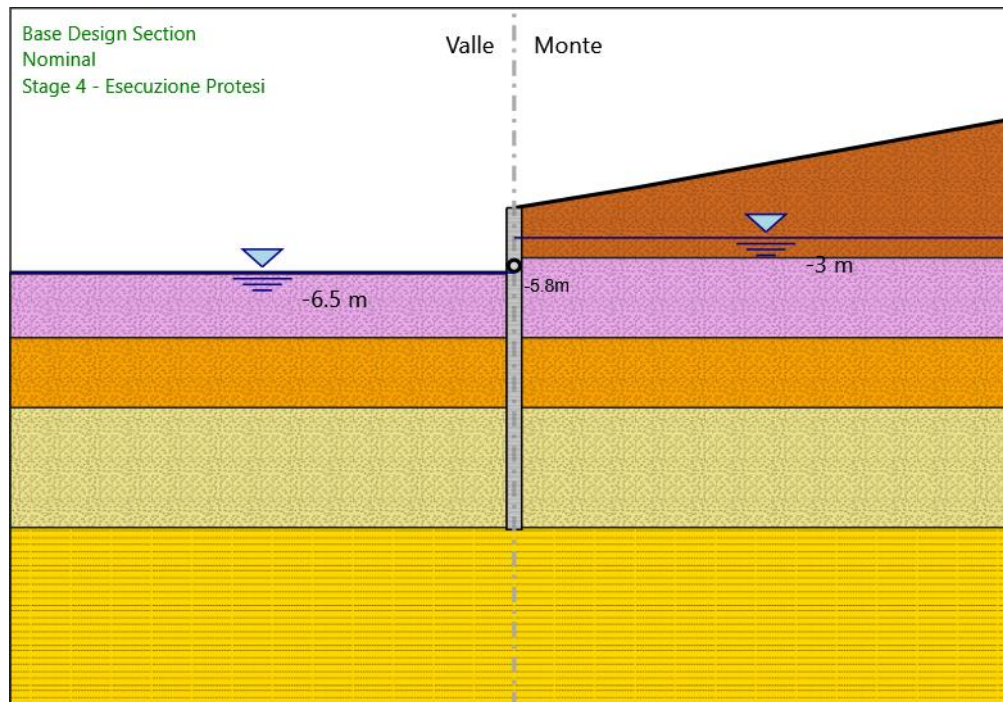 Base Design Section
Nominal
Stage 4 - Esecuzione Protesi
Valle
Monte
-3 m
-5.8m
-6.5 m